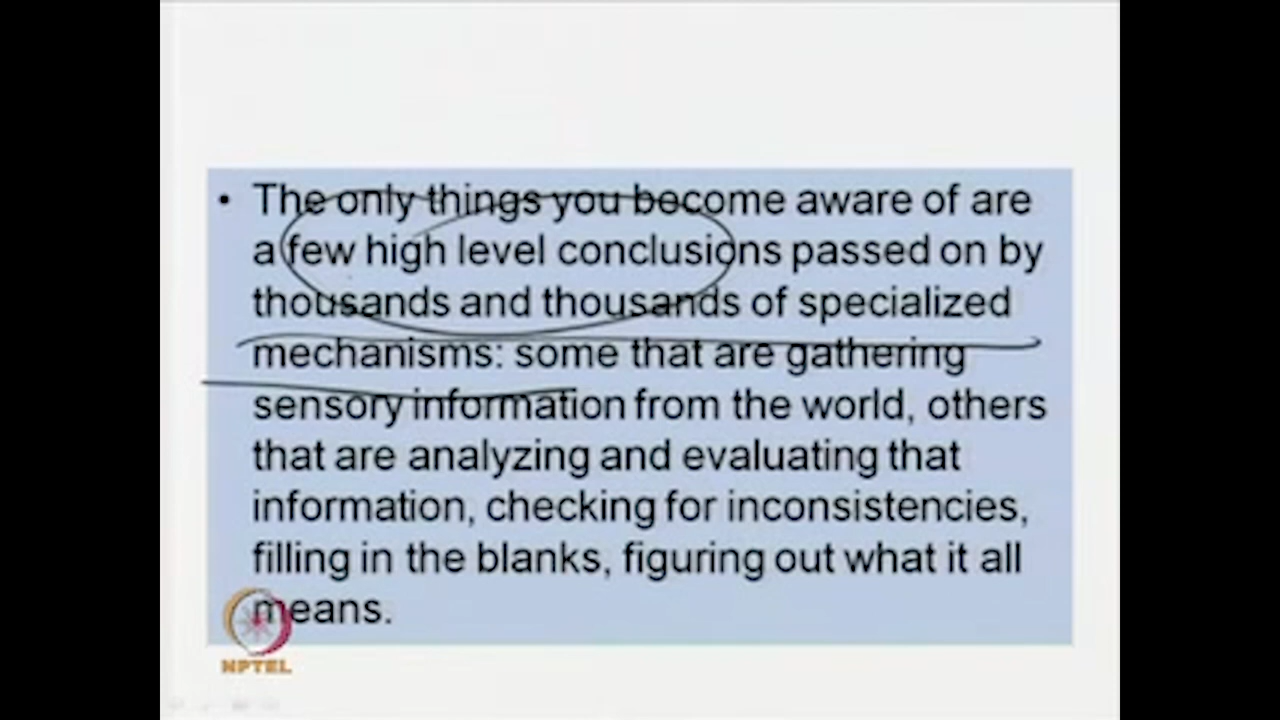 • The only things you become aware of are
a few high level conclusions passed on by
thousands and thousands of specialized
mechanisms: some that are gathering
sensory information from the world, others
that are analyzing and evaluating that
information, checking for inconsistencies,
filling in the blanks, figuring out what it all
means.
NPTEL